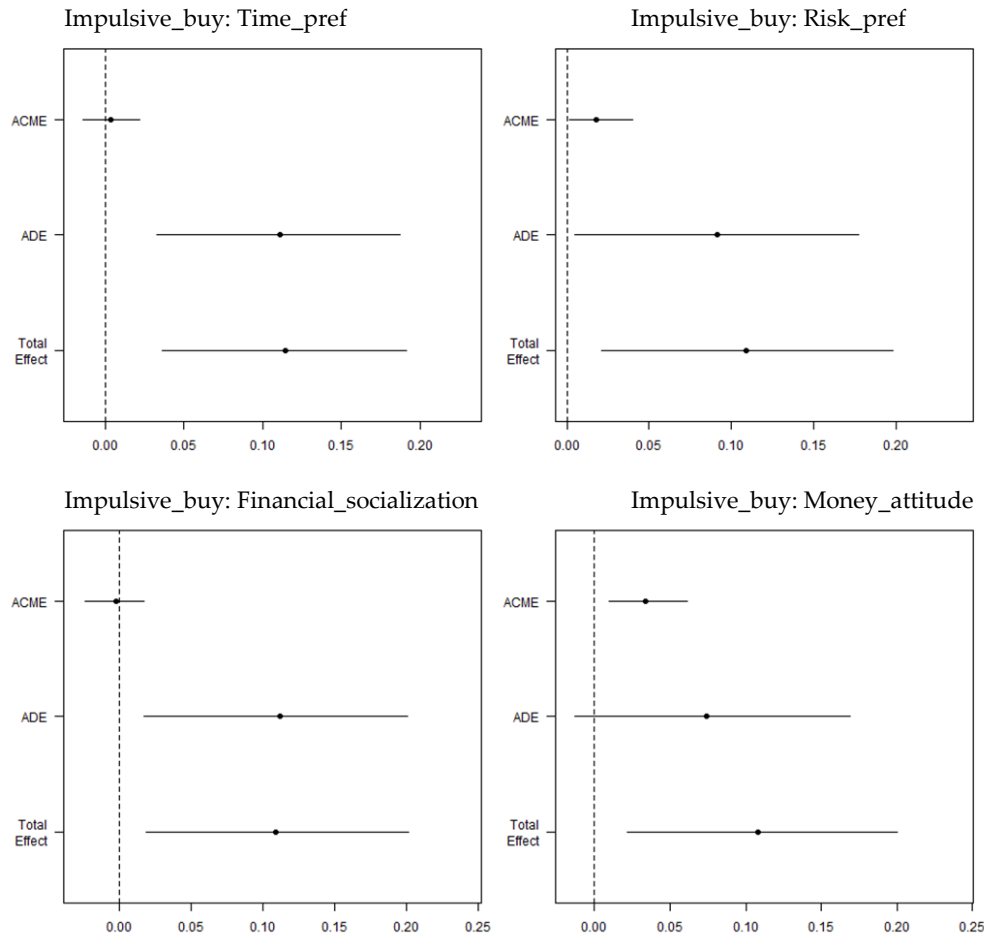 Impulsive_buy: Time_pref
ACME
ADE
Total
Effect
0.00 0.05 0.10 0.15 0.20
Impulsive_buy: Risk_pref
ACME
ADE
Total
Effect
0.00 0.05 0.10 0.15 0.20
Impulsive_buy: Financial_socialization
ACME
ADE
Total
Effect
0.00 0.05 0.10 0.15 0.20 0.25
Impulsive_buy: Money_attitude
ACME
ADE
Total
Effect
0.00 0.05 0.10 0.15 0.20 0.25